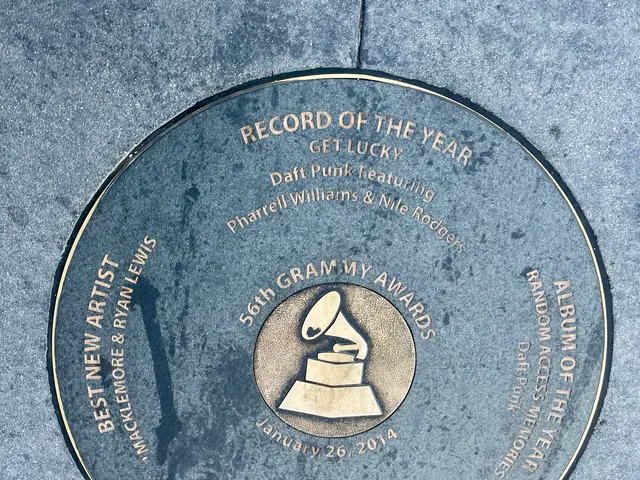 RECORD OF THE YEAR
GET LUCKY
Daft Punk Featuring
Pharrell Williams & Nile Rodgers
BEST NEW ARTIST
MACKLEMORE & RYAN LEWIS
56th GRAMMY AWARDS
January 26, 2014
ALBUM OF THE YEAR
RANDOM ACCESS MEMORIES
Daft Punk